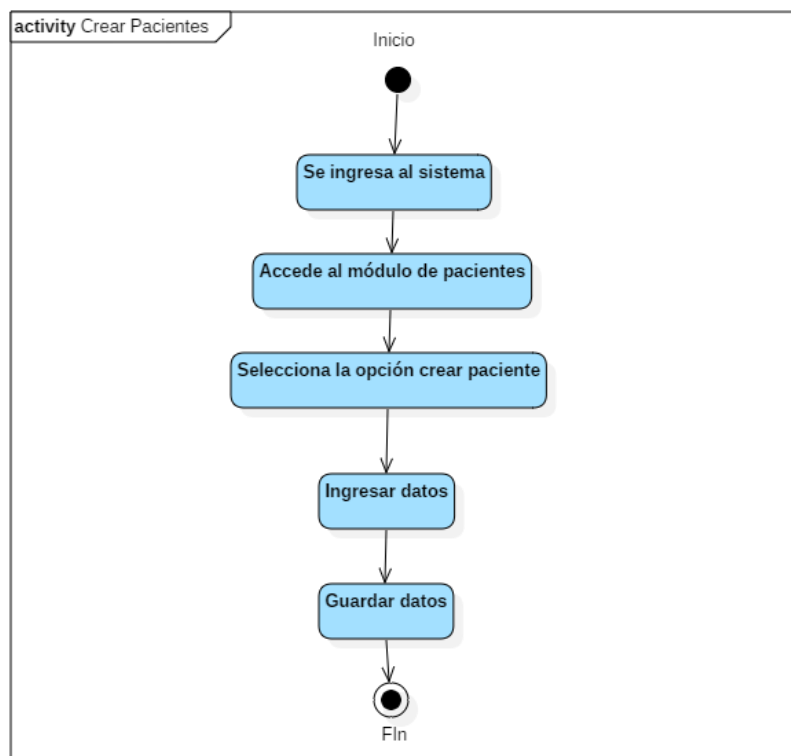 activity Crear Pacientes
Inicio
Se ingresa al sistema
Accede al módulo de pacientes
Selecciona la opción crear paciente
Ingresar datos
Guardar datos
FIn